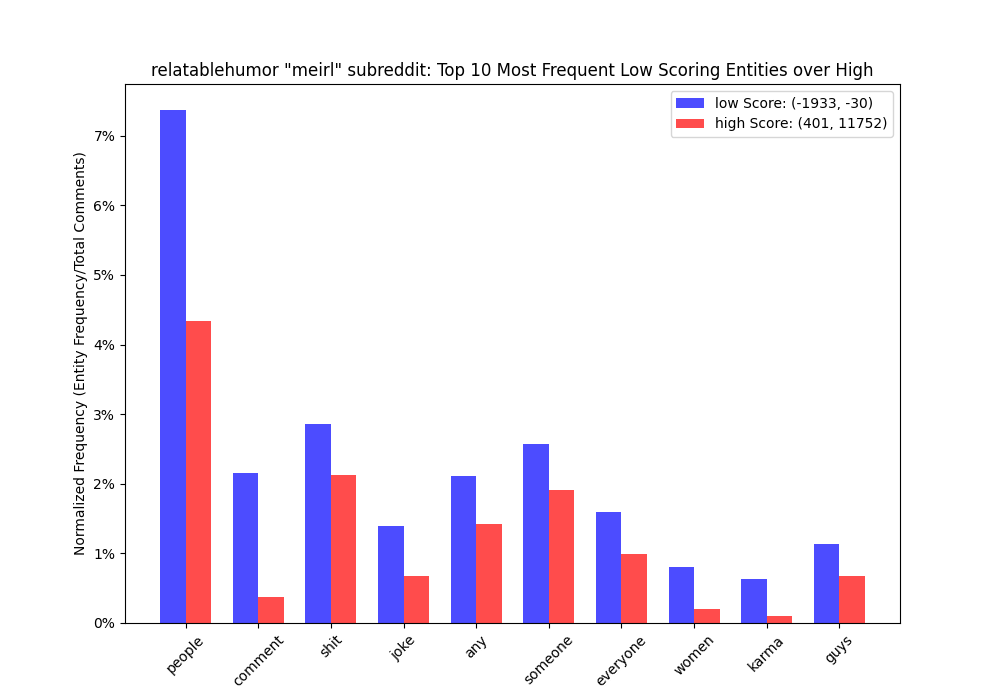 relatablehumor "meirl" subreddit: Top 10 Most Frequent Low Scoring Entities over High
low Score: (-1933, -30)
high Score: (401, 11752)
Normalized Frequency (Entity Frequency/Total Comments)
7%
6%
5%
4%
3%
2%
1%
0%
people
comment
shit
joke
any
someone
everyone
women
karma
guys